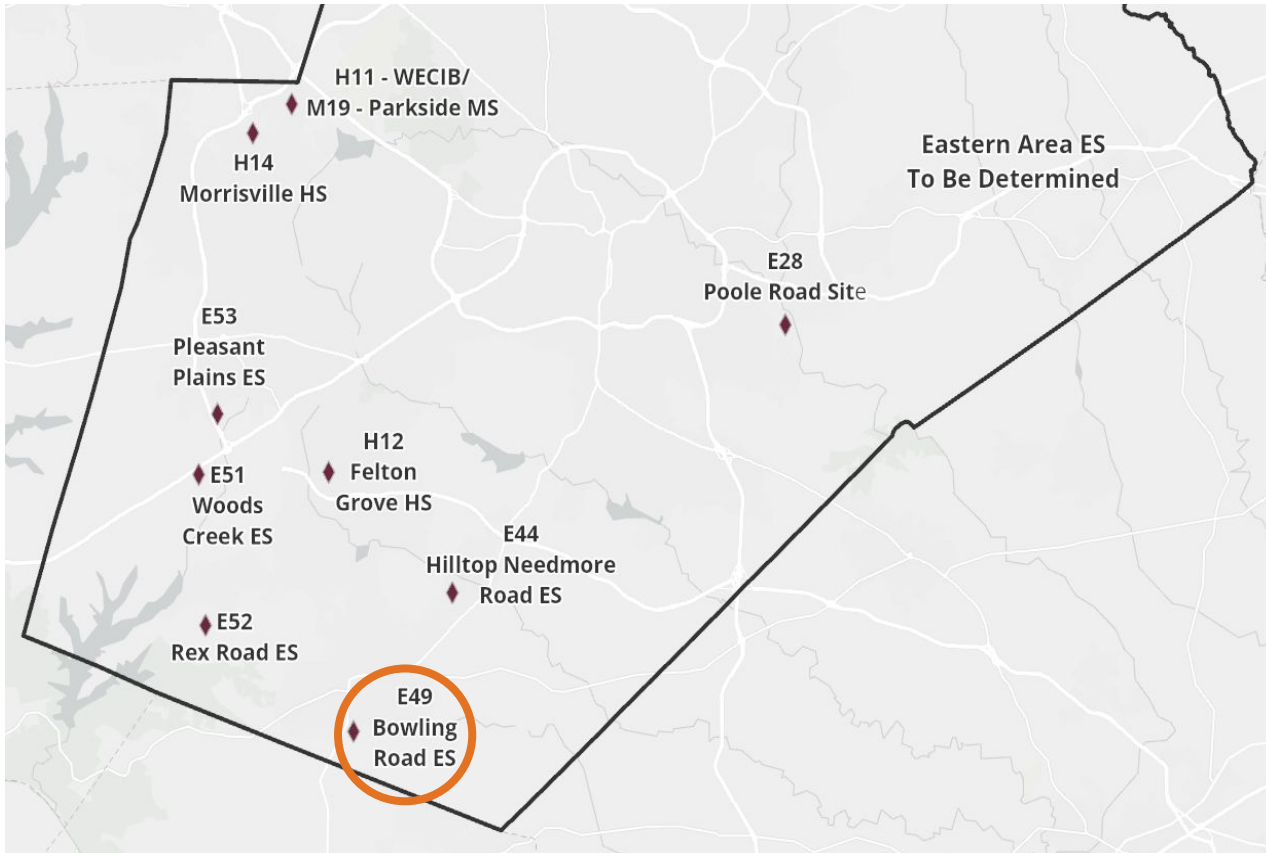 H11 - WECIB/
M19 - Parkside MS
H14
Morrisville HS
Eastern Area ES
To Be Determined
E28
Poole Road Site
E53
Pleasant
Plains ES
H12
Felton
Grove HS
E51
Woods
Creek ES
E44
Hilltop Needmore
Road ES
E52
Rex Road ES
E49
Bowling
Road ES